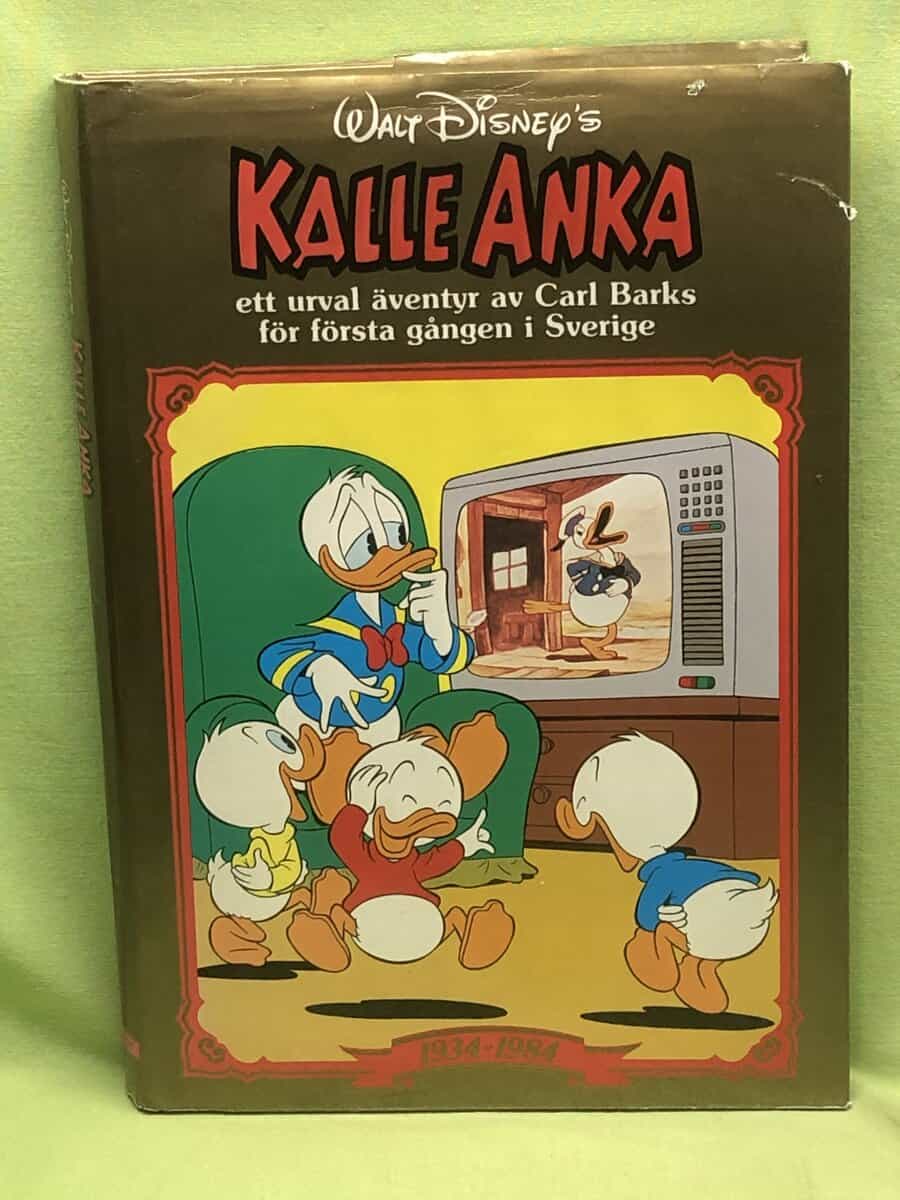 Walt Disney's
KALLE ANKA
ett urval äventyr av Carl Barks
för första gången i Sverige
1934-1984
KALLE ANKA